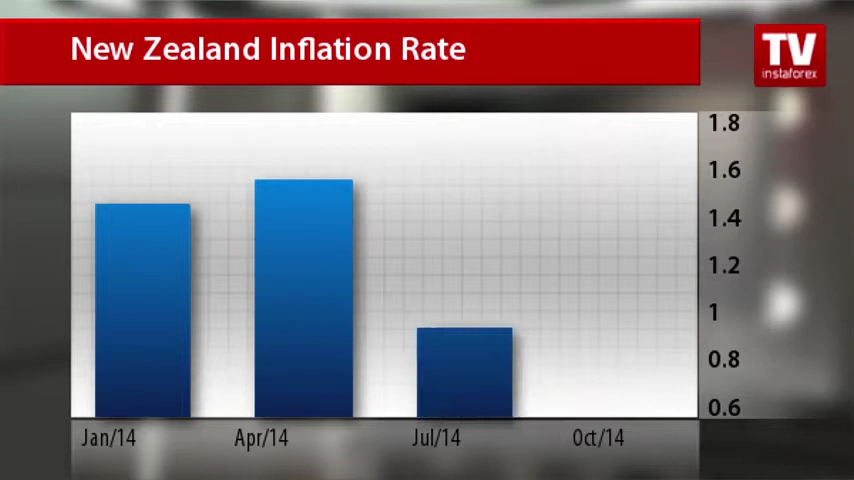 New Zealand Inflation Rate
TV
instaforex
1.8
1.6
1.4
1.2
1
0.8
0.6
Jan/14
Apr/14
Jul/14
Oct/14